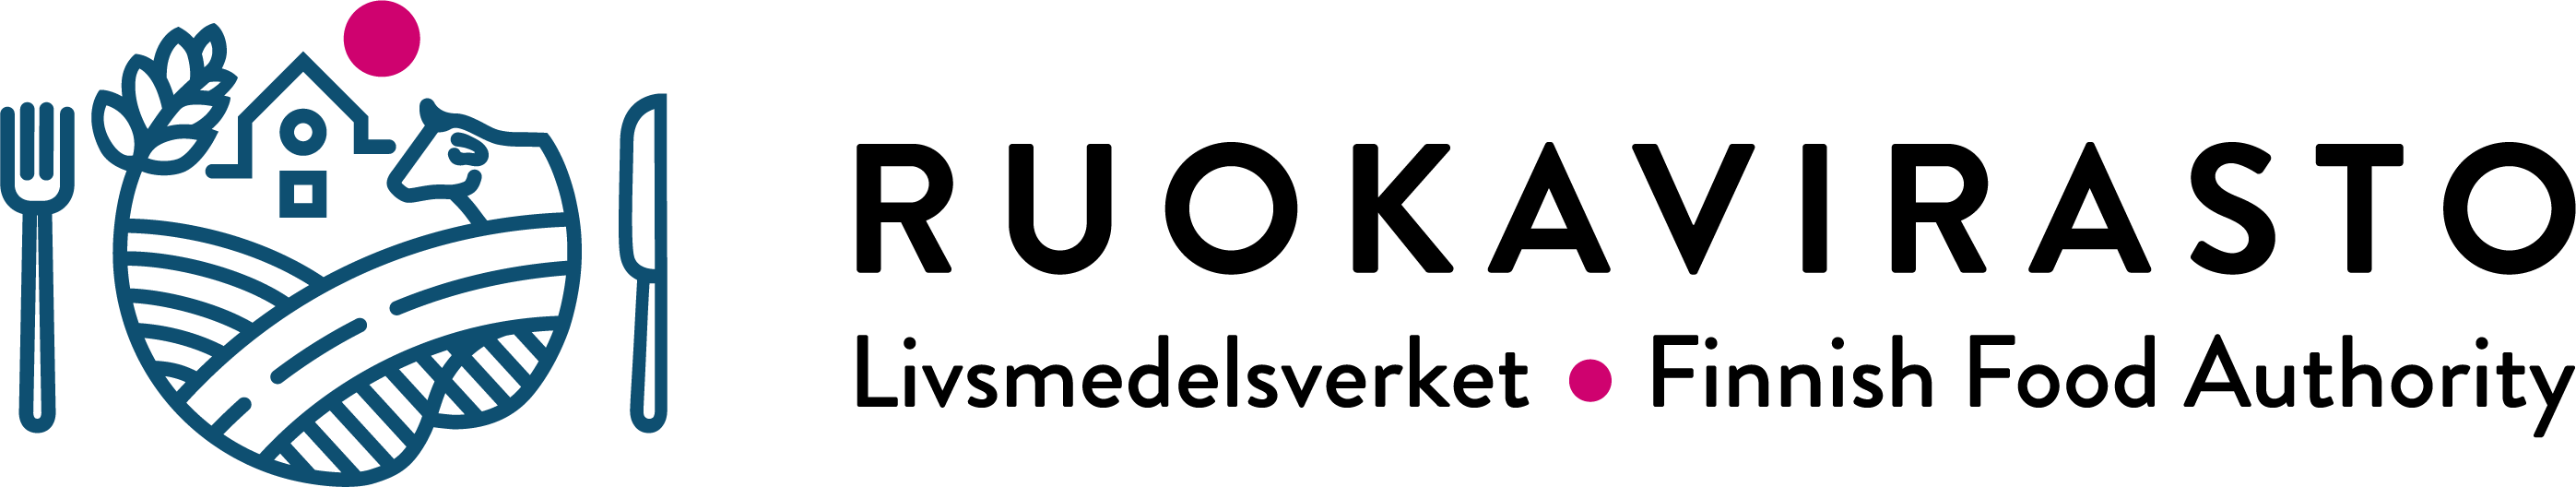 RUOKAVIRASTO
Livsmedelsverket • Finnish Food Authority